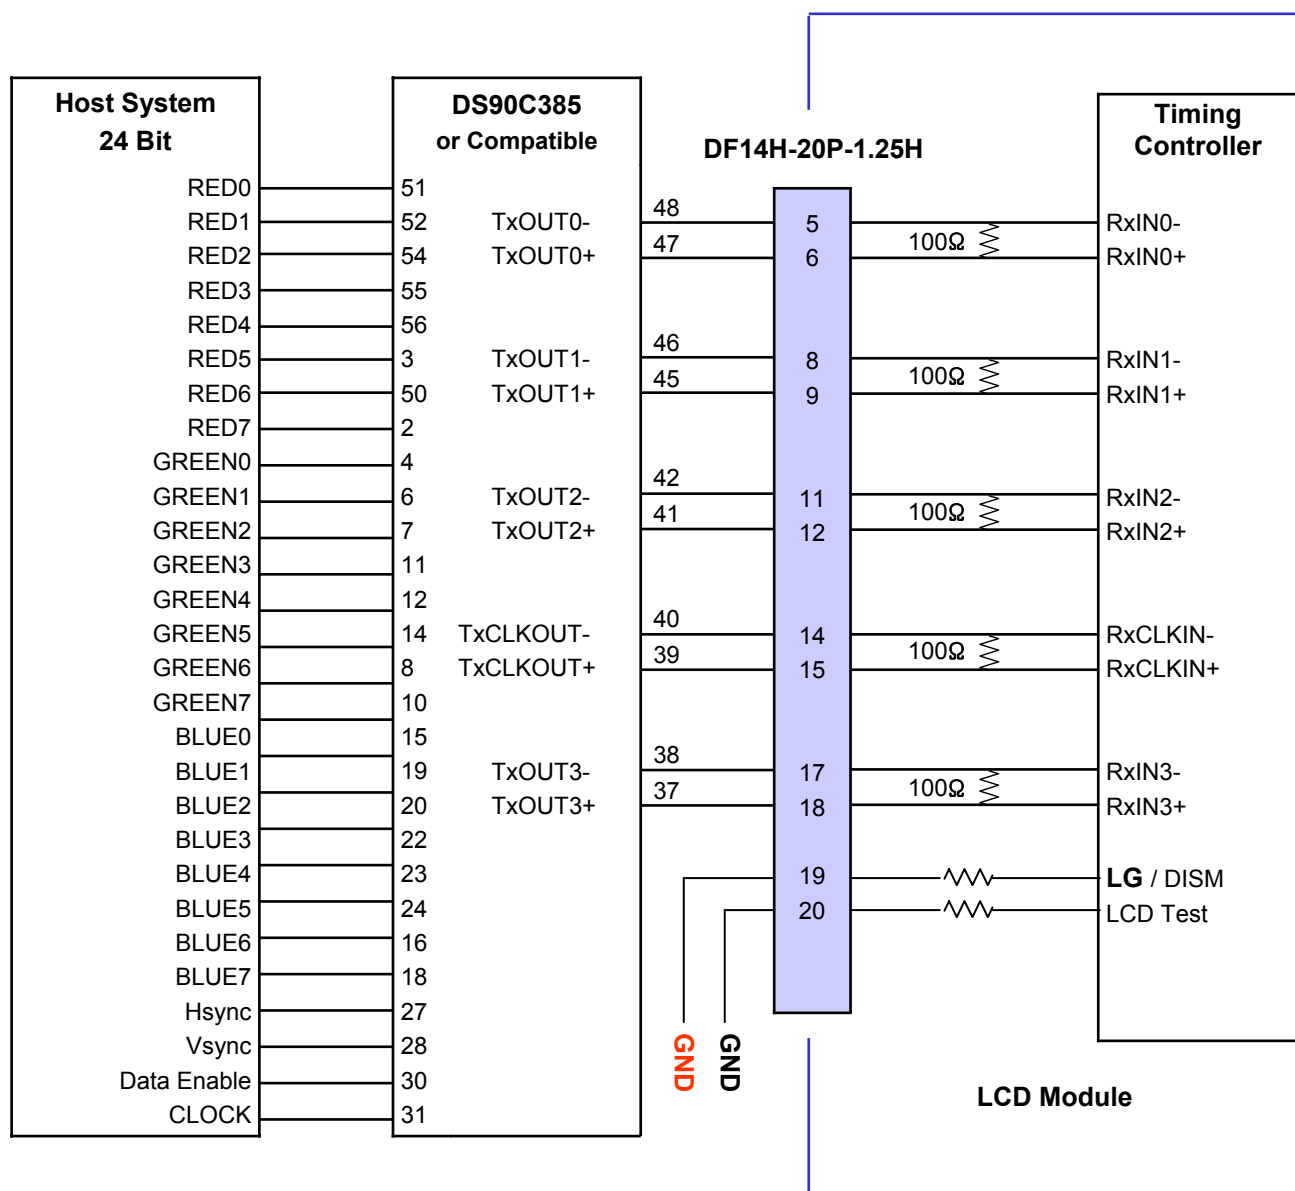 Host System
24 Bit
RED0
RED1
RED2
RED3
RED4
RED5
RED6
RED7
GREEN0
GREEN1
GREEN2
GREEN3
GREEN4
GREEN5
GREEN6
GREEN7
BLUE0
BLUE1
BLUE2
BLUE3
BLUE4
BLUE5
BLUE6
BLUE7
Hsync
Vsync
Data Enable
CLOCK
DS90C385
or Compatible
51
52
54
55
56
3
50
2
4
6
7
11
12
14
8
10
15
19
20
22
23
24
16
18
27
28
30
31
TxOUT0-
TxOUT0+
TxOUT1-
TxOUT1+
TxOUT2-
TxOUT2+
TxCLKOUT-
TxCLKOUT+
TxOUT3-
TxOUT3+
48
47
46
45
42
41
40
39
38
37
DF14H-20P-1.25H
5
6
8
9
11
12
14
15
17
18
19
20
GND
GND
100Ω
100Ω
100Ω
100Ω
100Ω
Timing
Controller
RxIN0-
RxIN0+
RxIN1-
RxIN1+
RxIN2-
RxIN2+
RxCLKIN-
RxCLKIN+
RxIN3-
RxIN3+
LG / DISM
LCD Test
LCD Module